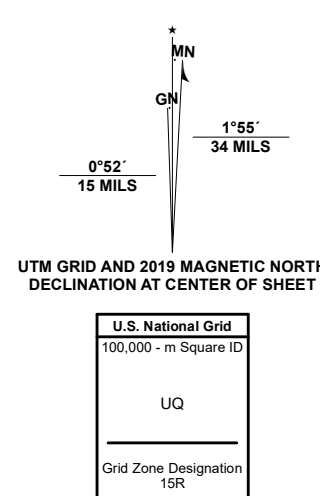 ★
MN
GN
1°55´
34 MILS
0°52´
15 MILS
UTM GRID AND 2019 MAGNETIC NORTH
DECLINATION AT CENTER OF SHEET
U.S. National Grid
100,000 - m Square ID
UQ
Grid Zone Designation
15R